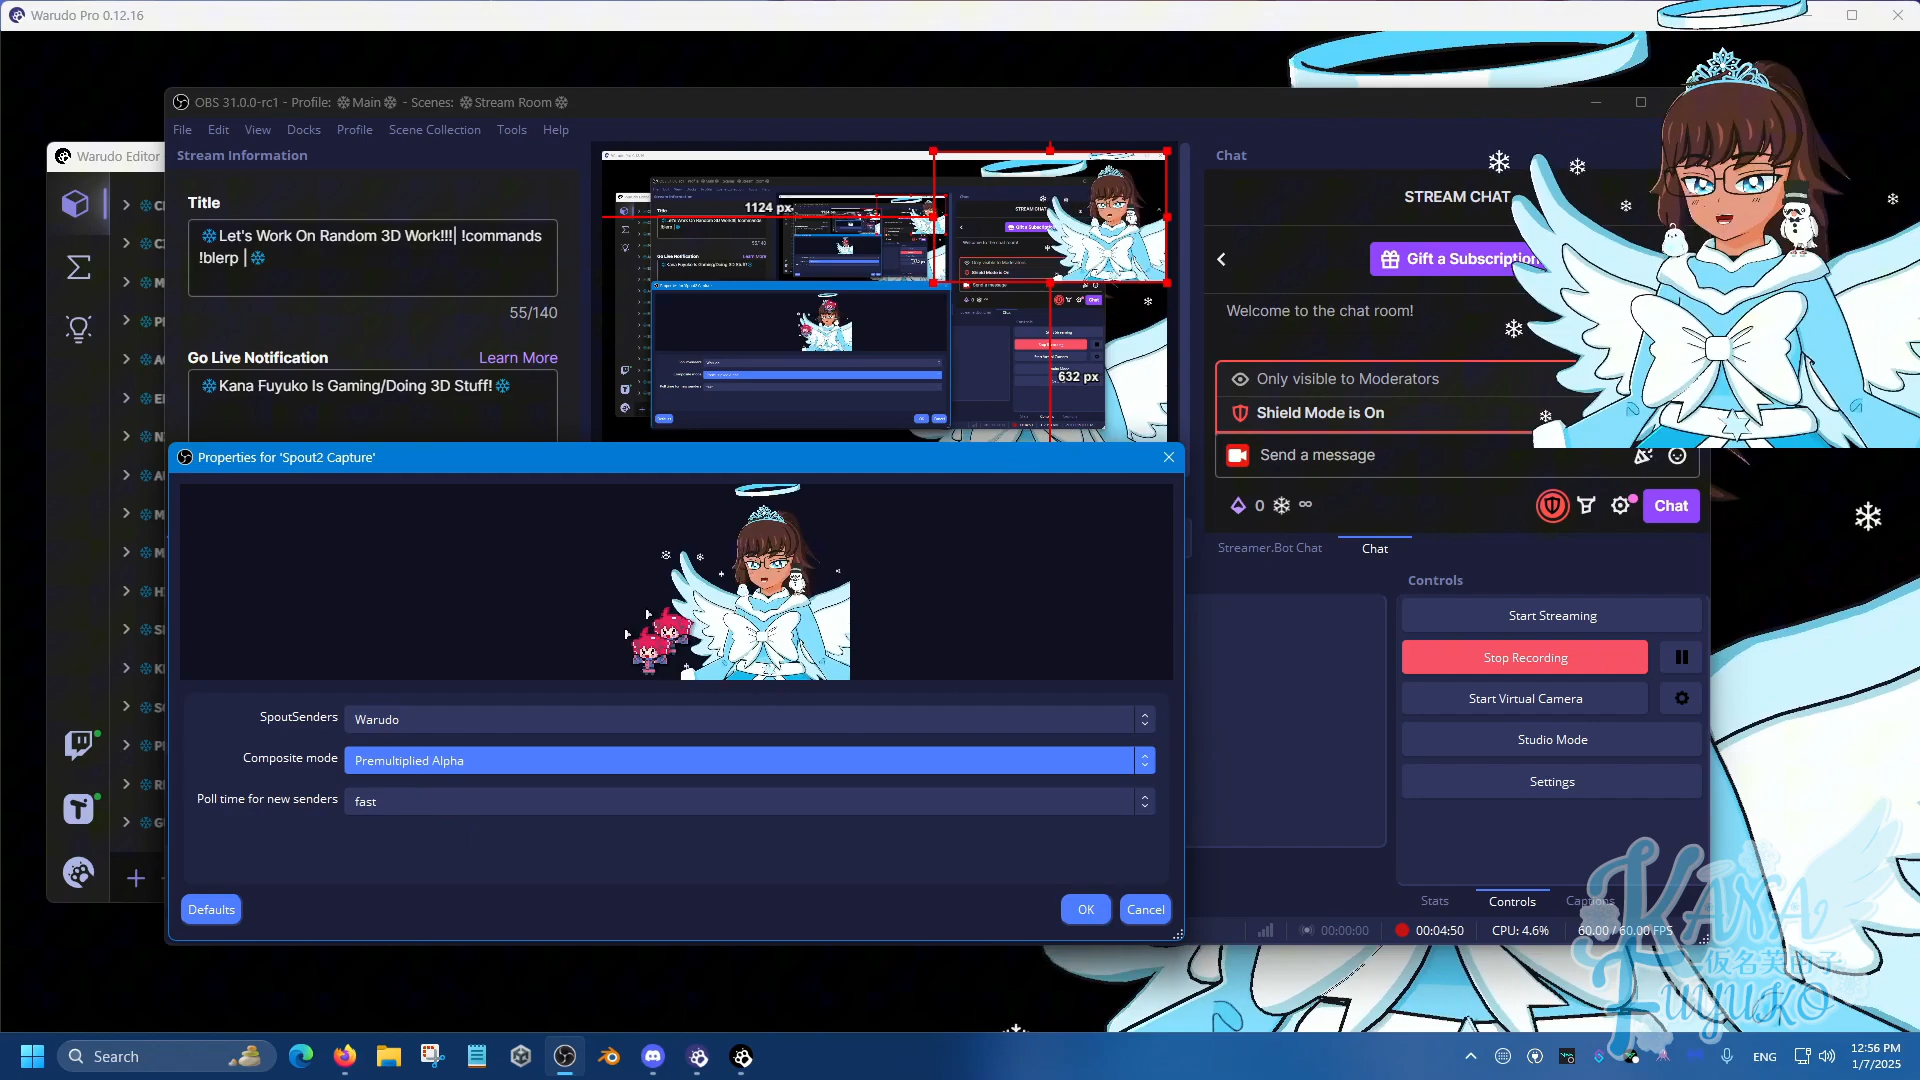 Warudo Pro 0.12.16
OBS 31.0.0-rc1 - Profile: ❄Main❄ - Scenes: ❄Stream Room❄
File Edit View Docks Profile Scene Collection Tools Help
Warudo Editor
Stream Information
Title
❄Let's Work On Random 3D Work!!!| !commands
!blerp | ❄
55/140
Go Live Notification Learn More
❄Kana Fuyuko Is Gaming/Doing 3D Stuff!❄
1124 px
632 px
Chat
STREAM CHAT
Gift a Subscription
Welcome to the chat room!
Only visible to Moderators
Shield Mode is On
Send a message
0 ∞
Chat
Streamer.Bot Chat Chat
Properties for 'Spout2 Capture'
SpoutSenders Warudo
Composite mode Premultiplied Alpha
Poll time for new senders fast
Defaults OK Cancel
Controls
Start Streaming
Stop Recording
Start Virtual Camera
Studio Mode
Settings
Stats Controls Captions
00:00:00 00:04:50 CPU: 4.6% 60.00 / 60.00 FPS
Kana
仮名芙由子
Fuyuko
Search
ENG
12:56 PM
1/7/2025